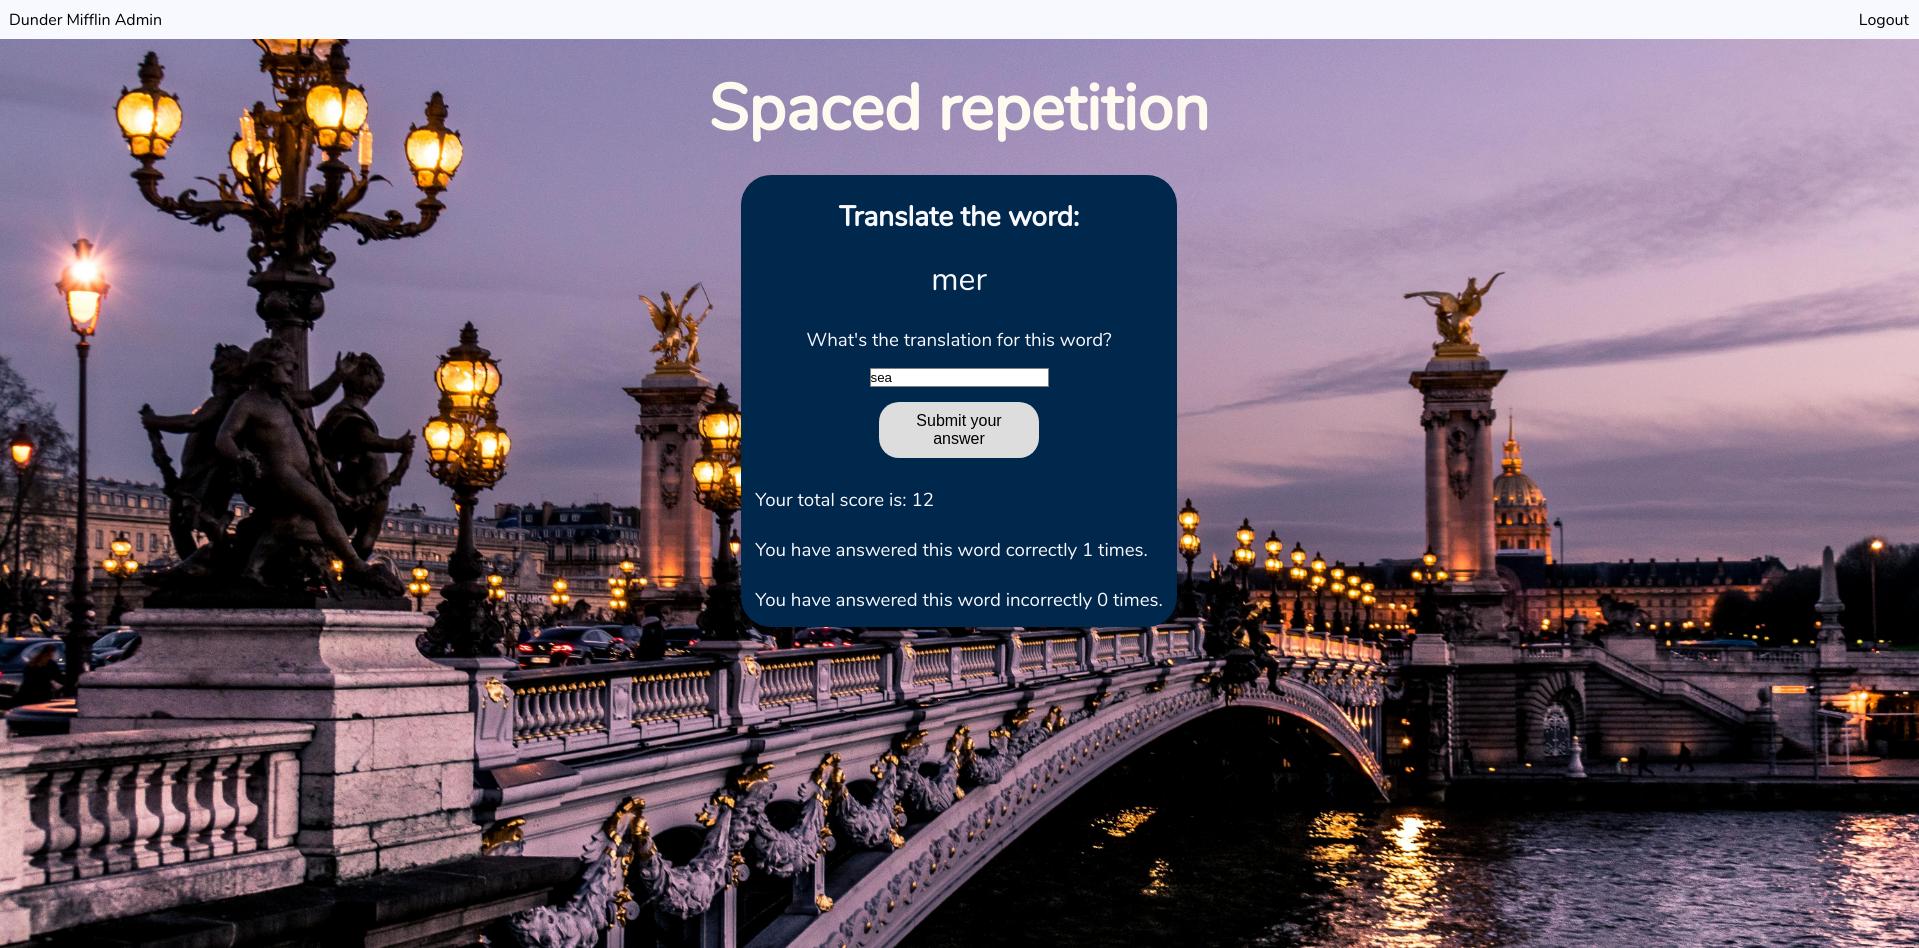 Dunder Mifflin Admin
Logout
Spaced repetition
Translate the word:
mer
What's the translation for this word?
sea
Submit your
answer
Your total score is: 12
You have answered this word correctly 1 times.
You have answered this word incorrectly 0 times.
AIR FRANCE